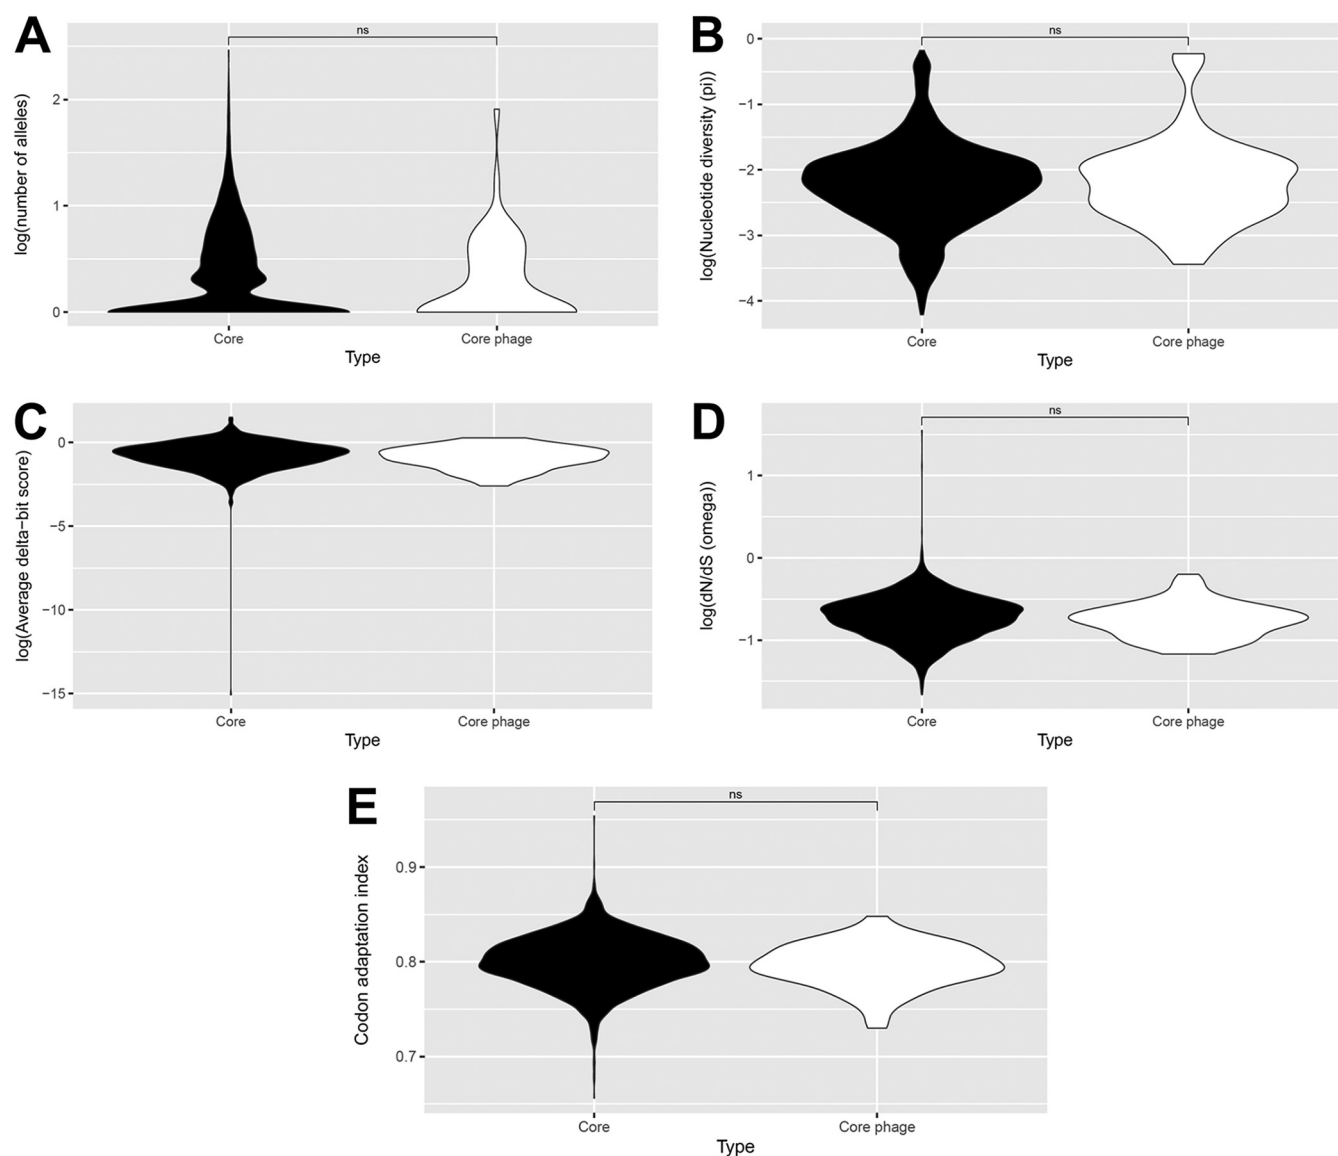 A
ns
log(number of alleles)
2
1
0
Core
Core phage
Type
B
ns
log(Nucleotide diversity (pi))
0
−1
−2
−3
−4
Core
Core phage
Type
C
log(Average delta−bit score)
0
−5
−10
−15
Core
Core phage
Type
D
ns
log(dN/dS (omega))
1
0
−1
Core
Core phage
Type
E
ns
Codon adaptation index
0.9
0.8
0.7
Core
Core phage
Type